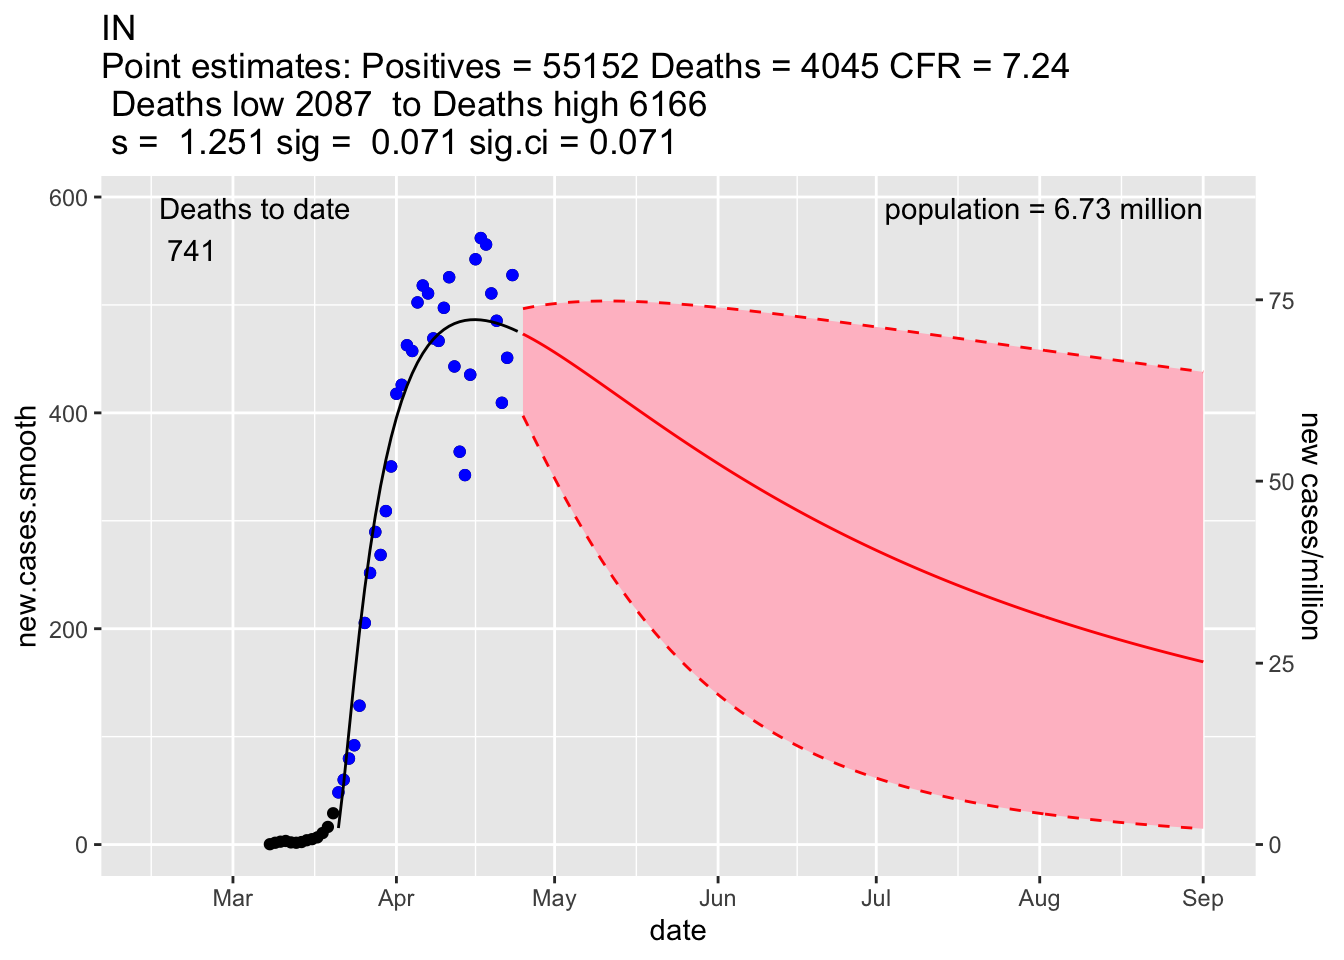 IN
Point estimates: Positives = 55152 Deaths = 4045 CFR = 7.24
Deaths low 2087  to Deaths high 6166
s =  1.251 sig =  0.071 sig.ci = 0.071
Deaths to date
741
population = 6.73 million
600
400
200
0
new.cases.smooth
75
50
25
0
new cases/million
Mar Apr May Jun Jul Aug Sep
date